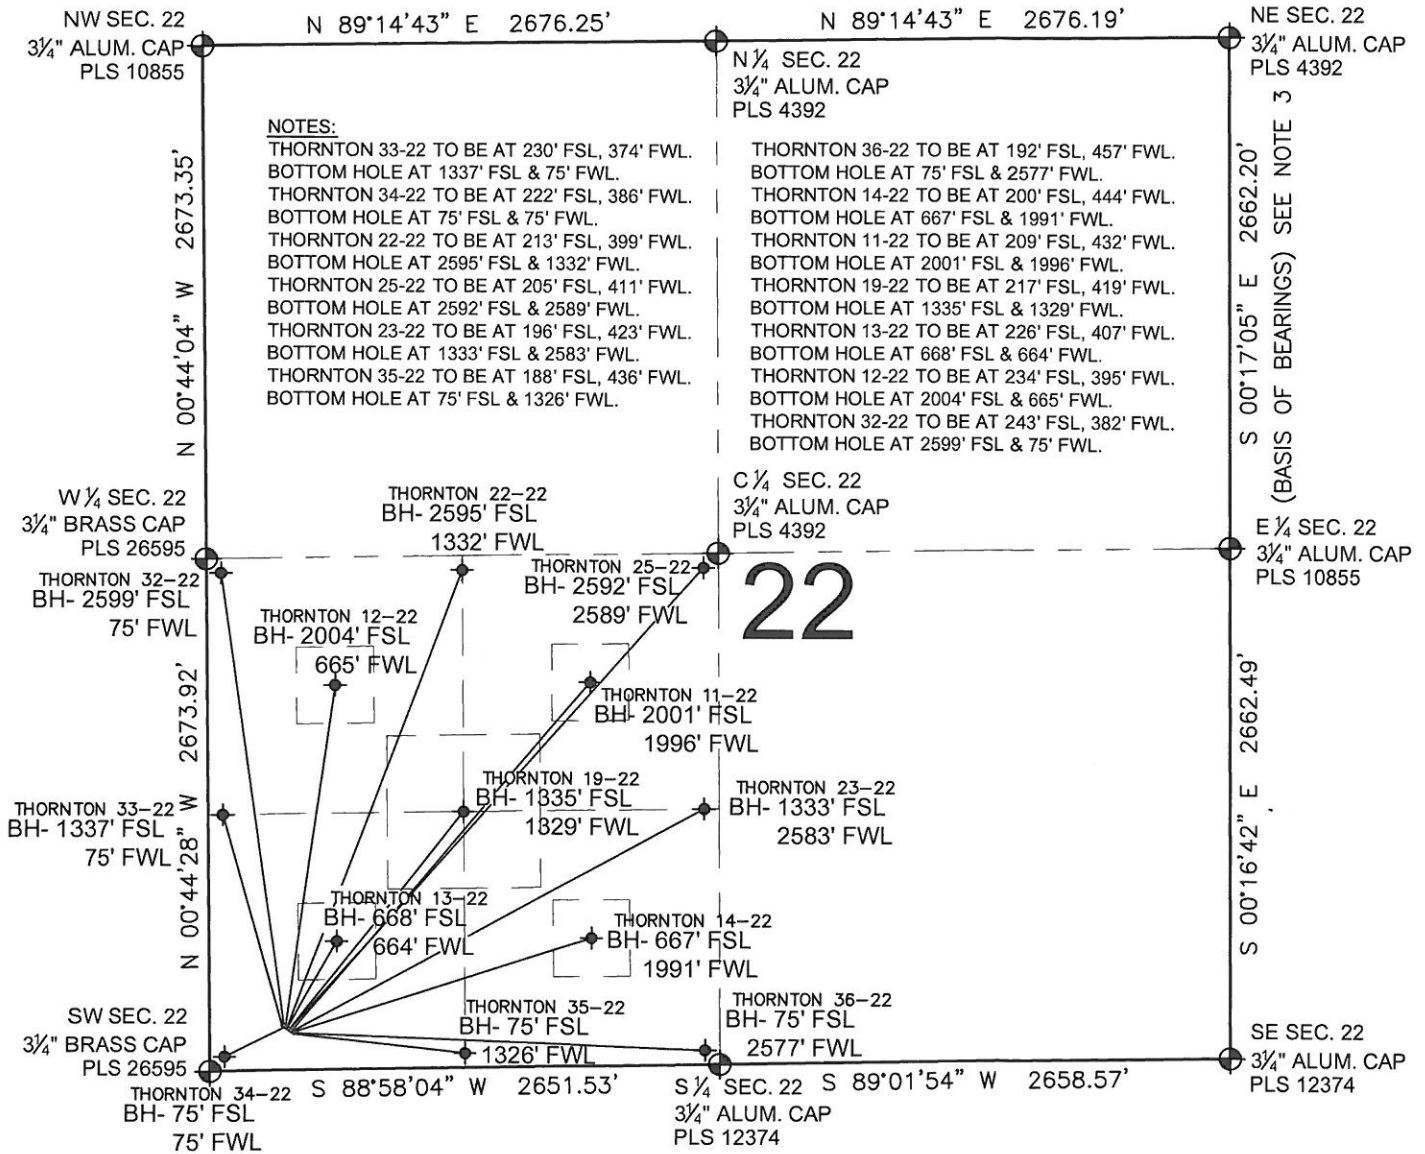 NW SEC. 22
3¼" ALUM. CAP
PLS 10855
N 89°14'43" E 2676.25'
N 89°14'43" E 2676.19'
NE SEC. 22
3¼" ALUM. CAP
PLS 4392
N ¼ SEC. 22
3¼" ALUM. CAP
PLS 4392
NOTES:
THORNTON 33-22 TO BE AT 230' FSL, 374' FWL.
BOTTOM HOLE AT 1337' FSL & 75' FWL.
THORNTON 34-22 TO BE AT 222' FSL, 386' FWL.
BOTTOM HOLE AT 75' FSL & 75' FWL.
THORNTON 22-22 TO BE AT 213' FSL, 399' FWL.
BOTTOM HOLE AT 2595' FSL & 1332' FWL.
THORNTON 25-22 TO BE AT 205' FSL, 411' FWL.
BOTTOM HOLE AT 2592' FSL & 2589' FWL.
THORNTON 23-22 TO BE AT 196' FSL, 423' FWL.
BOTTOM HOLE AT 1333' FSL & 2583' FWL.
THORNTON 35-22 TO BE AT 188' FSL, 436' FWL.
BOTTOM HOLE AT 75' FSL & 1326' FWL.
THORNTON 36-22 TO BE AT 192' FSL, 457' FWL.
BOTTOM HOLE AT 75' FSL & 2577' FWL.
THORNTON 14-22 TO BE AT 200' FSL, 444' FWL.
BOTTOM HOLE AT 667' FSL & 1991' FWL.
THORNTON 11-22 TO BE AT 209' FSL, 432' FWL.
BOTTOM HOLE AT 2001' FSL & 1996' FWL.
THORNTON 19-22 TO BE AT 217' FSL, 419' FWL.
BOTTOM HOLE AT 1335' FSL & 1329' FWL.
THORNTON 13-22 TO BE AT 226' FSL, 407' FWL.
BOTTOM HOLE AT 668' FSL & 664' FWL.
THORNTON 12-22 TO BE AT 234' FSL, 395' FWL.
BOTTOM HOLE AT 2004' FSL & 665' FWL.
THORNTON 32-22 TO BE AT 243' FSL, 382' FWL.
BOTTOM HOLE AT 2599' FSL & 75' FWL.
N 00°44'04" W 2673.35'
S 00°17'05" E 2662.20'
(BASIS OF BEARINGS) SEE NOTE 3
W ¼ SEC. 22
3¼" BRASS CAP
PLS 26595
C ¼ SEC. 22
3¼" ALUM. CAP
PLS 4392
E ¼ SEC. 22
3¼" ALUM. CAP
PLS 10855
22
THORNTON 22-22
BH- 2595' FSL
1332' FWL
THORNTON 25-22
BH- 2592' FSL
2589' FWL
THORNTON 32-22
BH- 2599' FSL
75' FWL
THORNTON 12-22
BH- 2004' FSL
665' FWL
THORNTON 11-22
BH- 2001' FSL
1996' FWL
THORNTON 19-22
BH- 1335' FSL
1329' FWL
THORNTON 23-22
BH- 1333' FSL
2583' FWL
THORNTON 33-22
BH- 1337' FSL
75' FWL
N 00°44'28" W 2673.92'
S 00°16'42" E 2662.49'
THORNTON 13-22
BH- 668' FSL
664' FWL
THORNTON 14-22
BH- 667' FSL
1991' FWL
THORNTON 35-22
BH- 75' FSL
1326' FWL
THORNTON 36-22
BH- 75' FSL
2577' FWL
SW SEC. 22
3¼" BRASS CAP
PLS 26595
THORNTON 34-22
BH- 75' FSL
75' FWL
S 88°58'04" W 2651.53'
S ¼ SEC. 22
3¼" ALUM. CAP
PLS 12374
S 89°01'54" W 2658.57'
SE SEC. 22
3¼" ALUM. CAP
PLS 12374